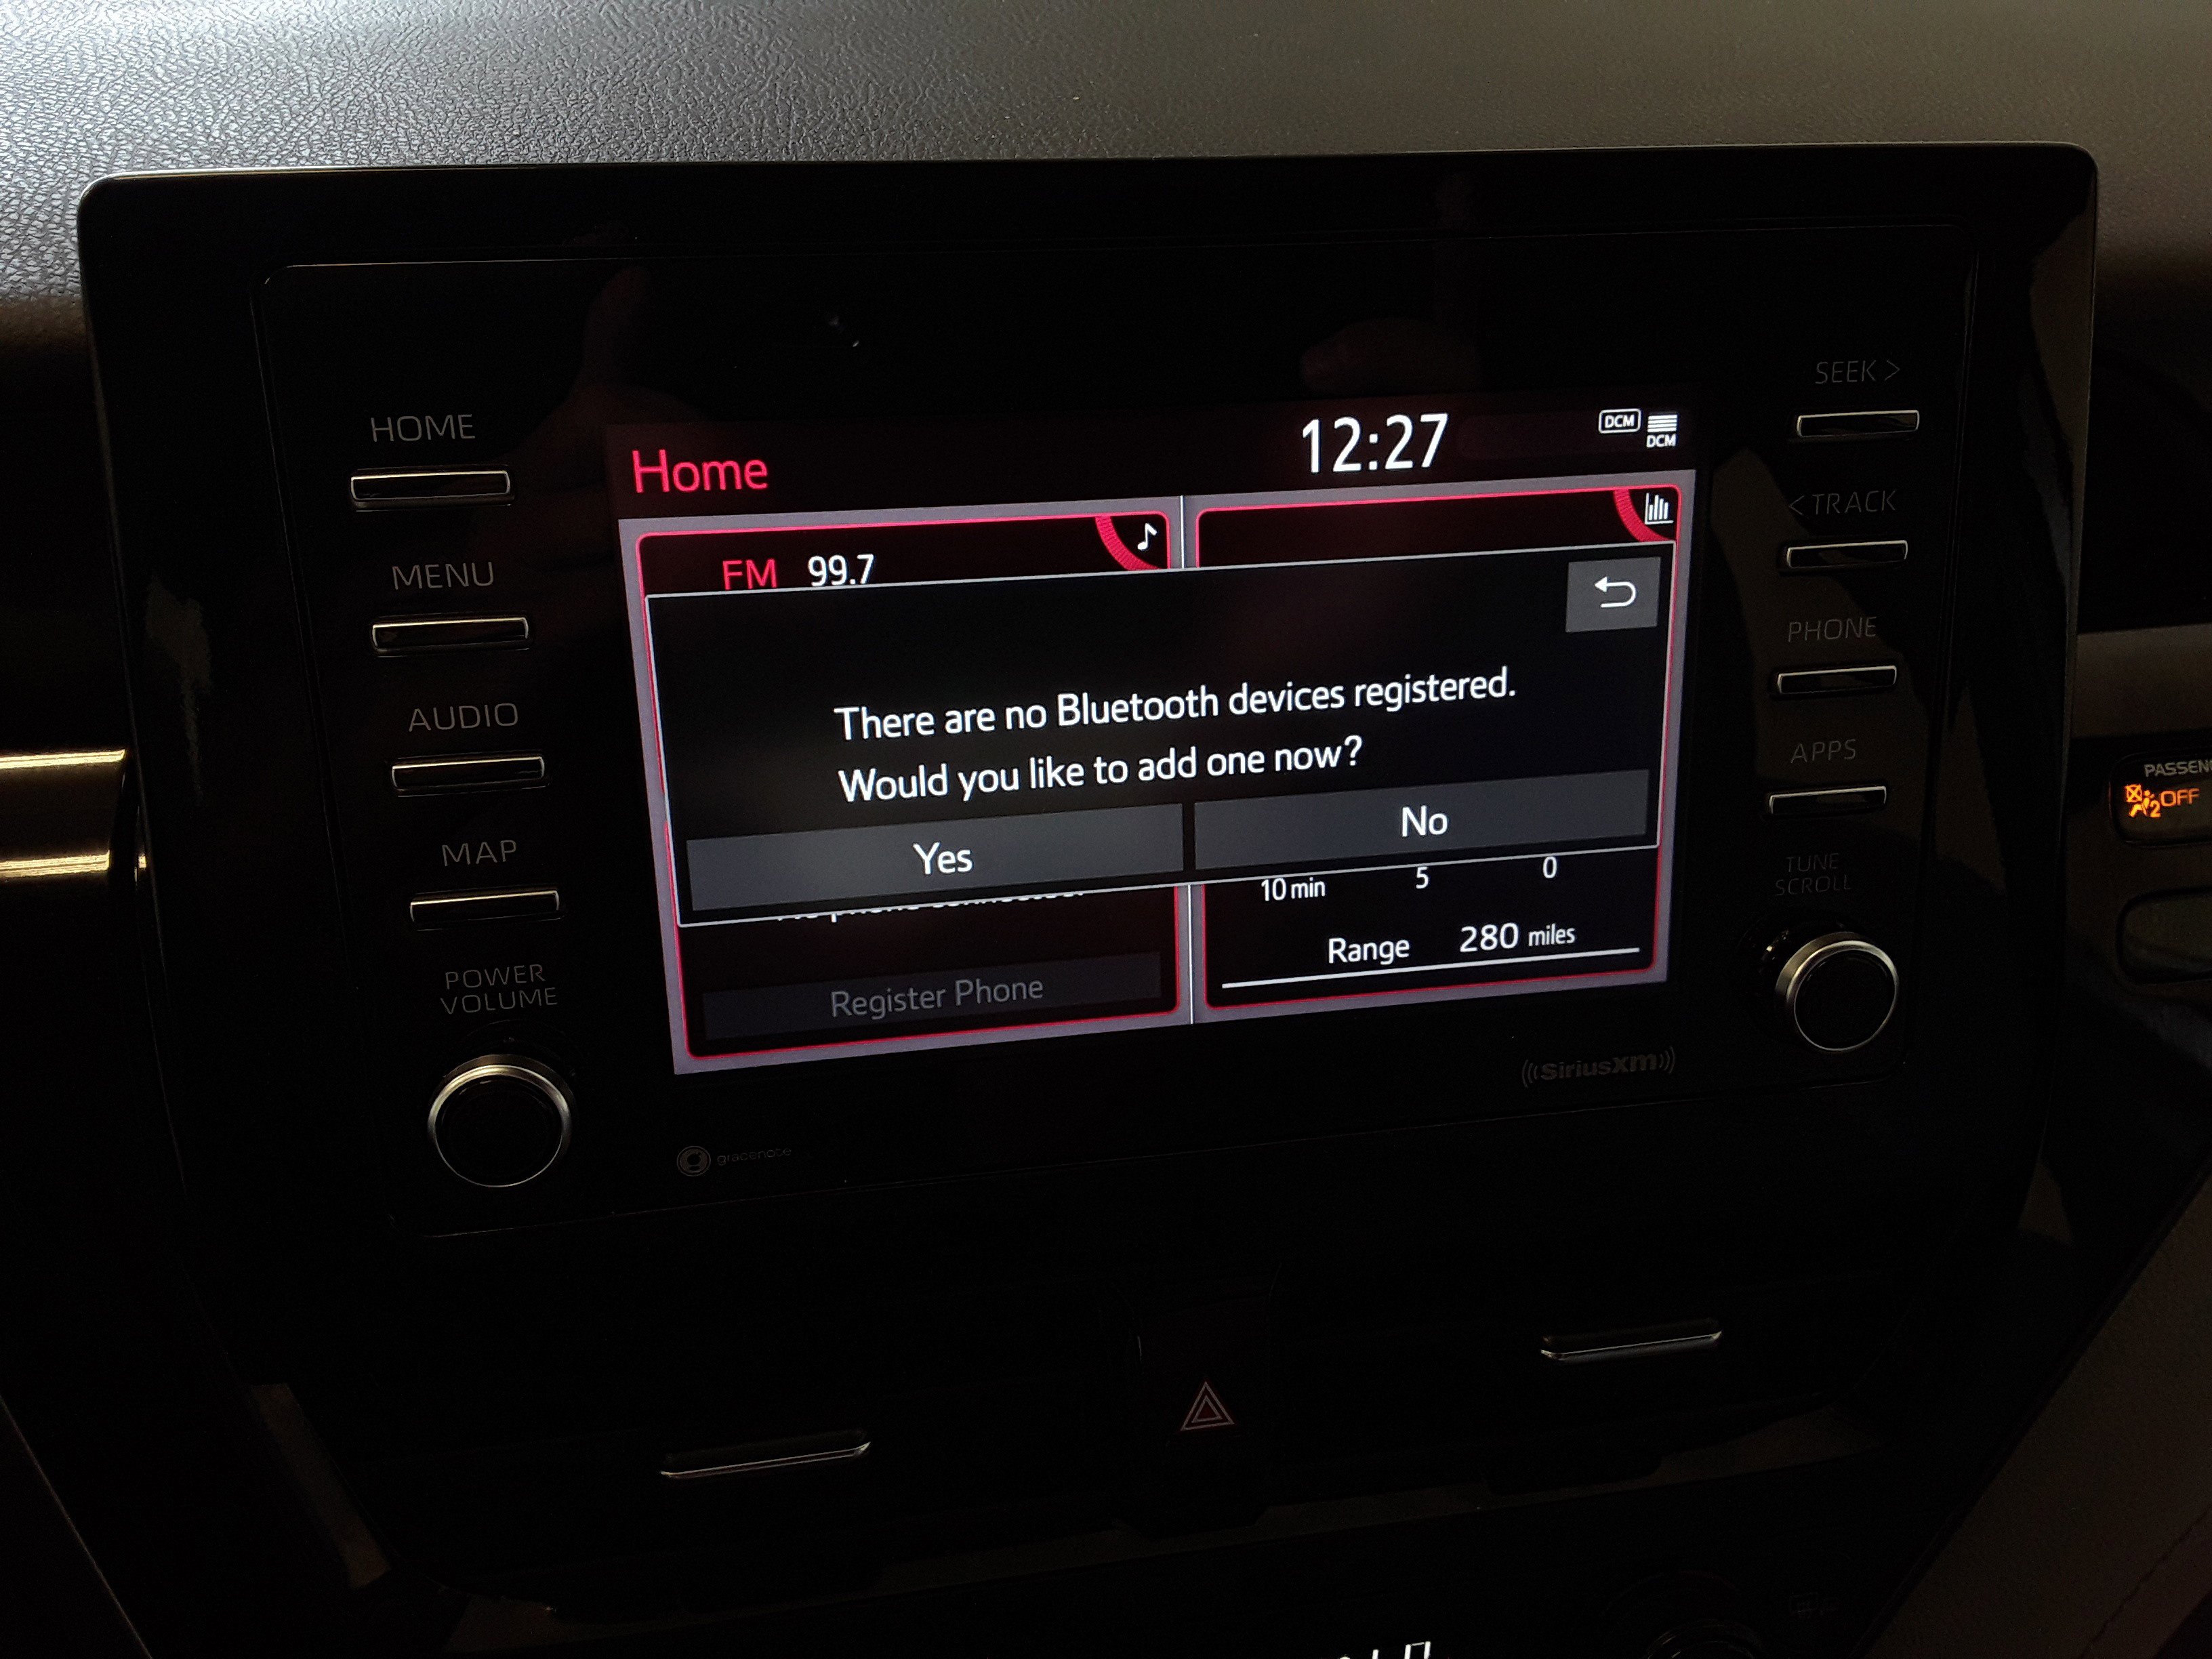 HOME
MENU
AUDIO
MAP
POWER
VOLUME
Home
12:27
DCM
DCM
FM 99.7
There are no Bluetooth devices registered.
Would you like to add one now?
Yes
No
10 min 5 0
Range 280 miles
Register Phone
SEEK >
< TRACK
PHONE
APPS
TUNE
SCROLL
OFF
2
SiriusXM
gracenote